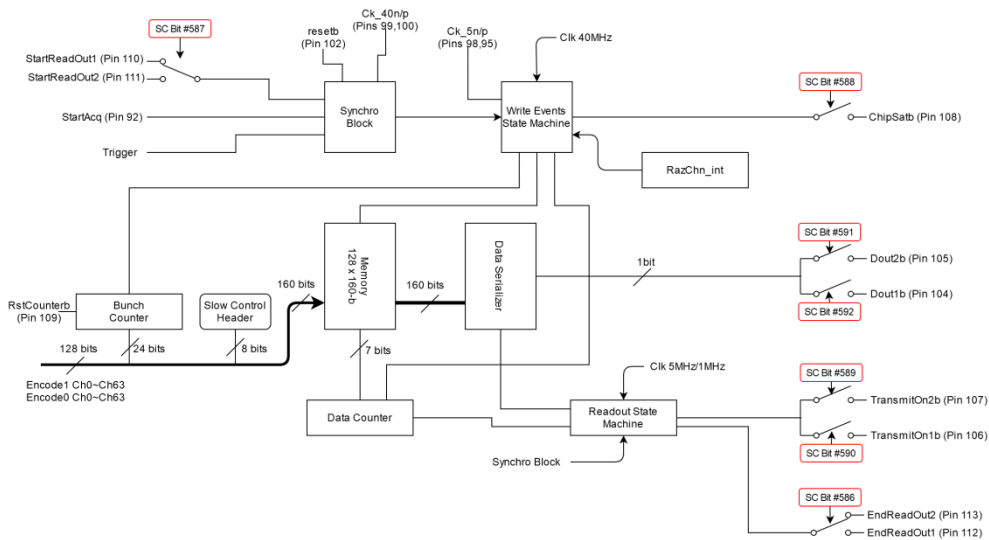 SC Bit #587
resetb
(Pin 102)
Ck_40n/p
(Pins 99,100)
Ck_5n/p
(Pins 98,95)
Clk 40MHz
StartReadOut1 (Pin 110)
StartReadOut2 (Pin 111)
SC Bit #588
Synchro
Block
Write Events
State Machine
StartAcq (Pin 92)
ChipSatb (Pin 108)
Trigger
RazChn_int
SC Bit #591
Memory
128 x 160-b
Data Serializer
Dout2b (Pin 105)
1bit
160 bits
160 bits
Dout1b (Pin 104)
RstCounterb
(Pin 109)
Bunch
Counter
Slow Control
Header
SC Bit #592
128 bits
24 bits
8 bits
7 bits
Encode1 Ch0~Ch63
Encode0 Ch0~Ch63
Clk 5MHz/1MHz
SC Bit #589
TransmitOn2b (Pin 107)
Data Counter
Readout State
Machine
TransmitOn1b (Pin 106)
SC Bit #590
Synchro Block
SC Bit #586
EndReadOut2 (Pin 113)
EndReadOut1 (Pin 112)